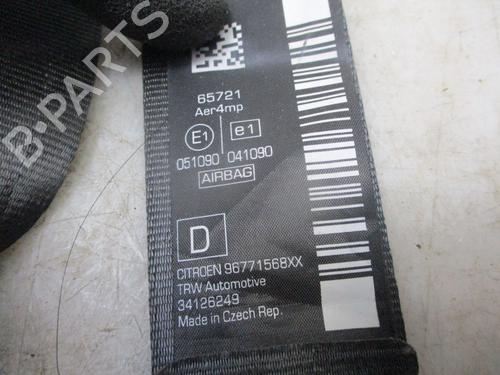 65721
Aer4mp
E1 e1
051090 041090
AIRBAG
D
CITROEN 96771568XX
TRW Automotive
34126249
Made in Czech Rep.
B-PARTS